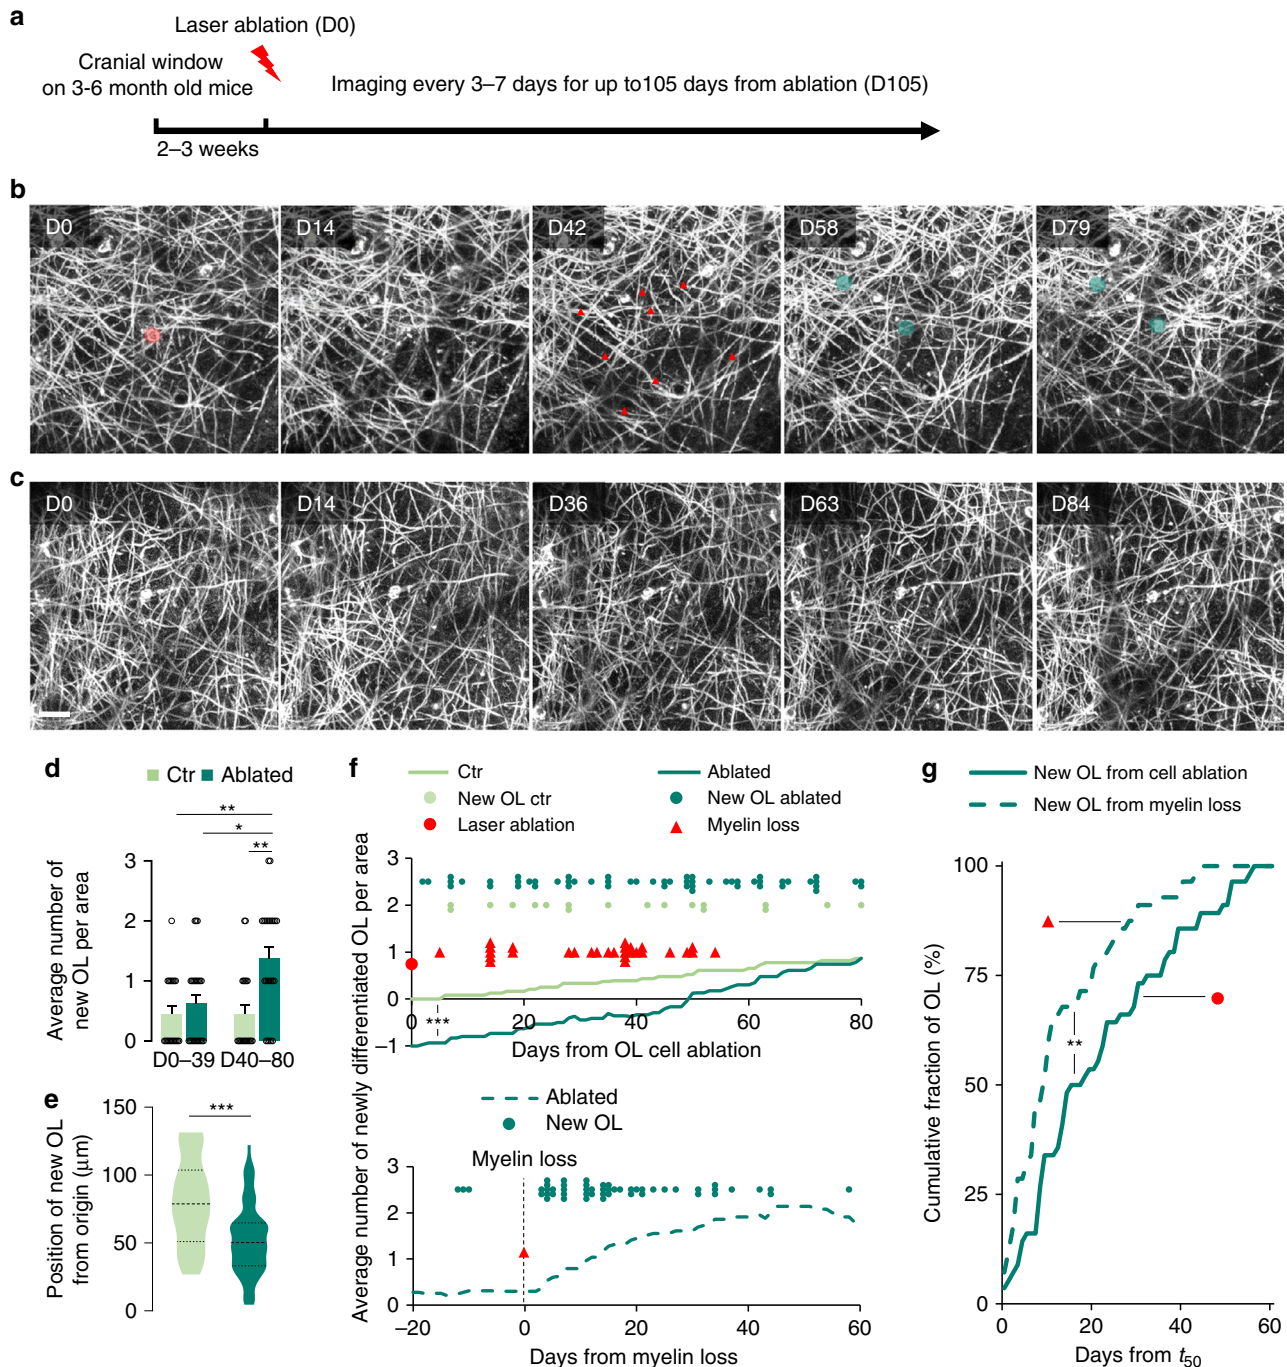 a
Laser ablation (D0)
Cranial window
on 3-6 month old mice
Imaging every 3–7 days for up to105 days from ablation (D105)
2–3 weeks
b
D0
D14
D42
D58
D79
c
D0
D14
D36
D63
D84
d
Ctr
Ablated
**
*
**
Average number of
new OL per area
3
2
1
0
D0–39
D40–80
e
***
Position of new OL
from origin (μm)
150
100
50
0
f
Ctr
Ablated
New OL ctr
New OL ablated
Laser ablation
Myelin loss
Average number of newly differentiated OL per area
3
2
1
0
–1
***
0
20
40
60
80
Days from OL cell ablation
Ablated
New OL
Myelin loss
3
2
1
0
–20
0
20
40
60
Days from myelin loss
g
New OL from cell ablation
New OL from myelin loss
Cumulative fraction of OL (%)
100
75
50
25
0
**
0
20
40
60
Days from t50